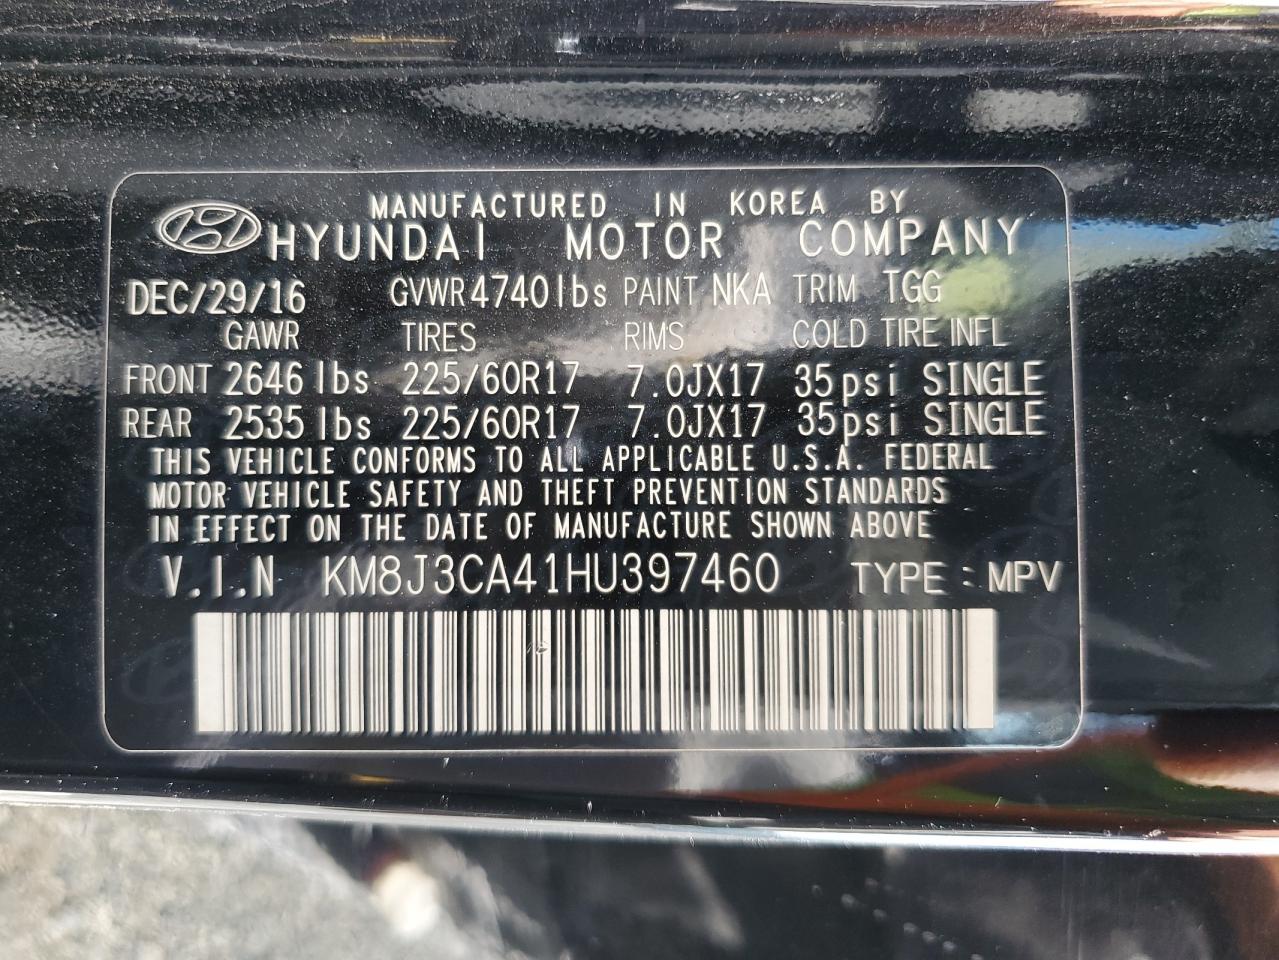 MANUFACTURED IN KOREA BY
HYUNDAI MOTOR COMPANY
DEC/29/16 GVWR 4740lbs PAINT NKA TRIM TGG
GAWR TIRES RIMS COLD TIRE INFL
FRONT 2646 lbs 225/60R17 7.0JX17 35psi SINGLE
REAR 2535 lbs 225/60R17 7.0JX17 35psi SINGLE
THIS VEHICLE CONFORMS TO ALL APPLICABLE U.S.A. FEDERAL
MOTOR VEHICLE SAFETY AND THEFT PREVENTION STANDARDS
IN EFFECT ON THE DATE OF MANUFACTURE SHOWN ABOVE
V.I.N KM8J3CA41HU397460 TYPE : MPV